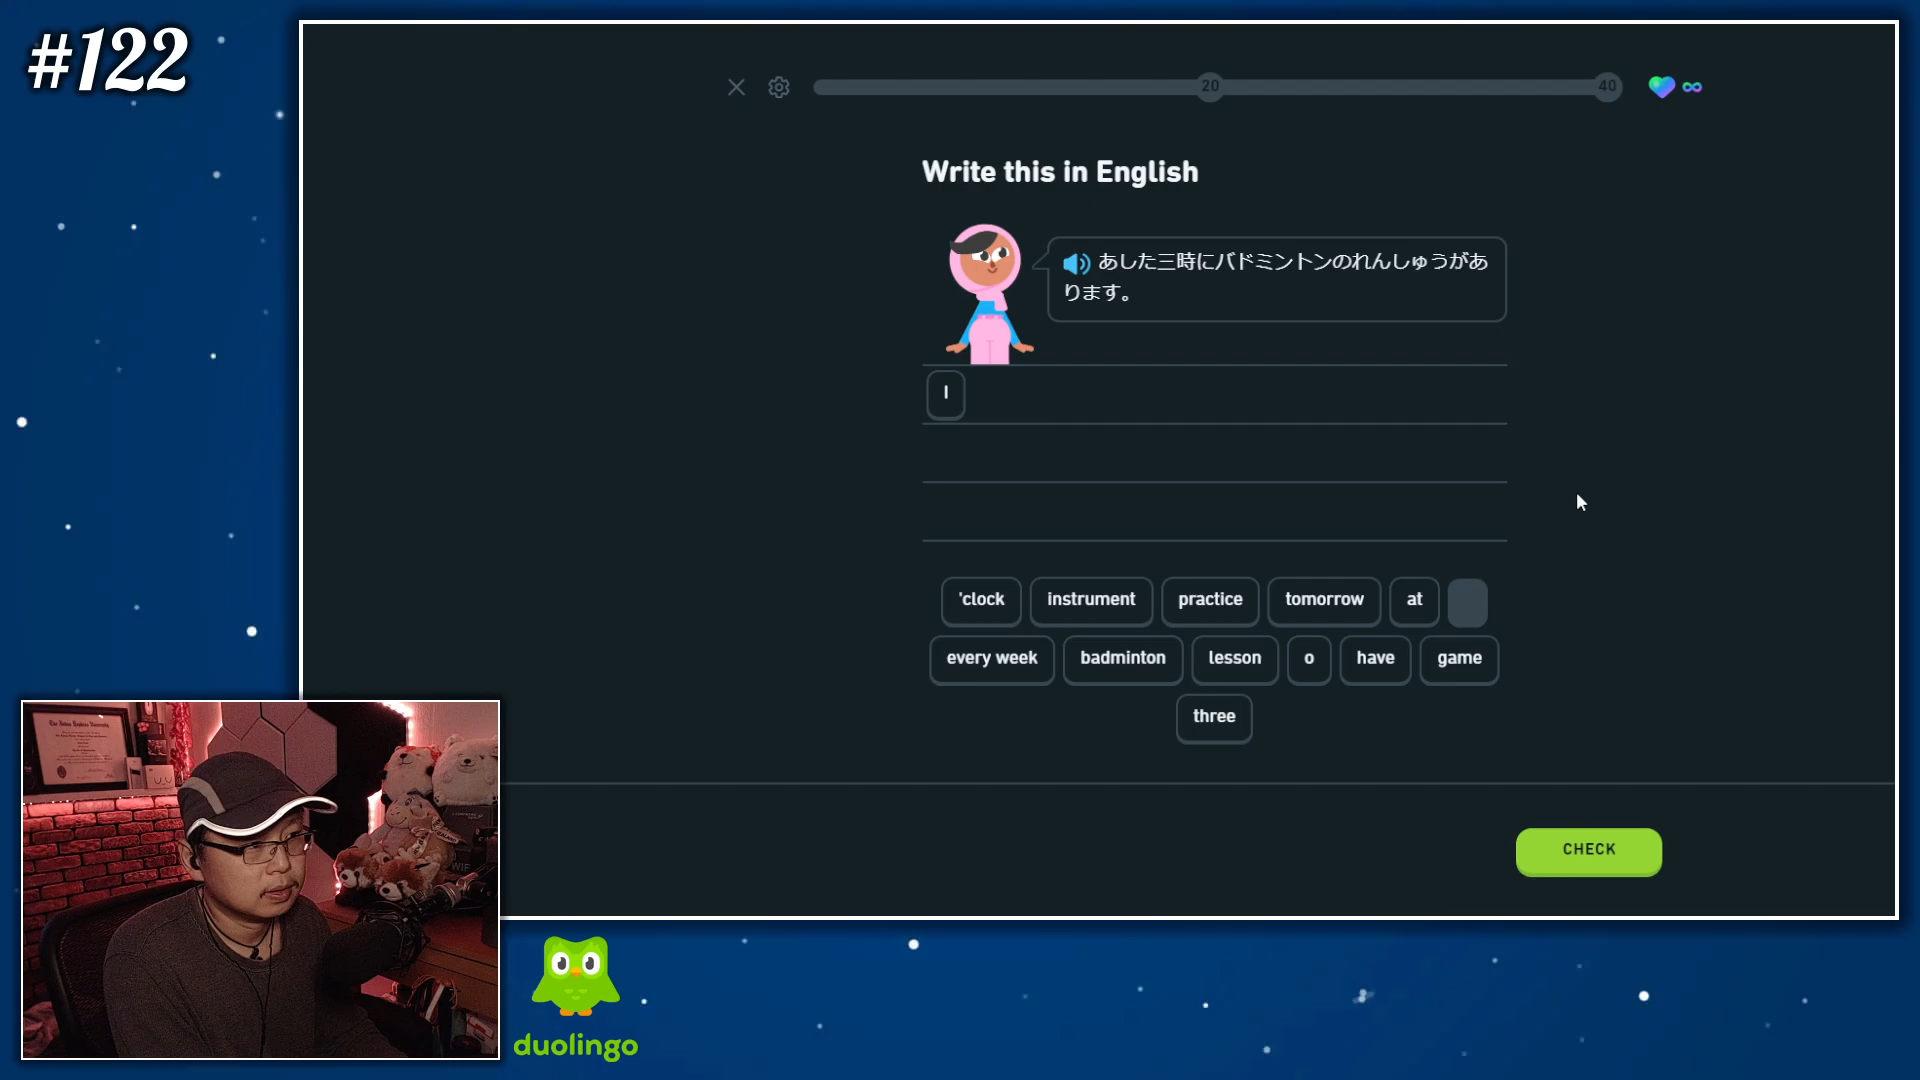 #122
20
40
Write this in English
あした三時にバドミントンのれんしゅうがあ
ります。
I
'clock
instrument
practice
tomorrow
at
every week
badminton
lesson
o
have
game
three
CHECK
duolingo